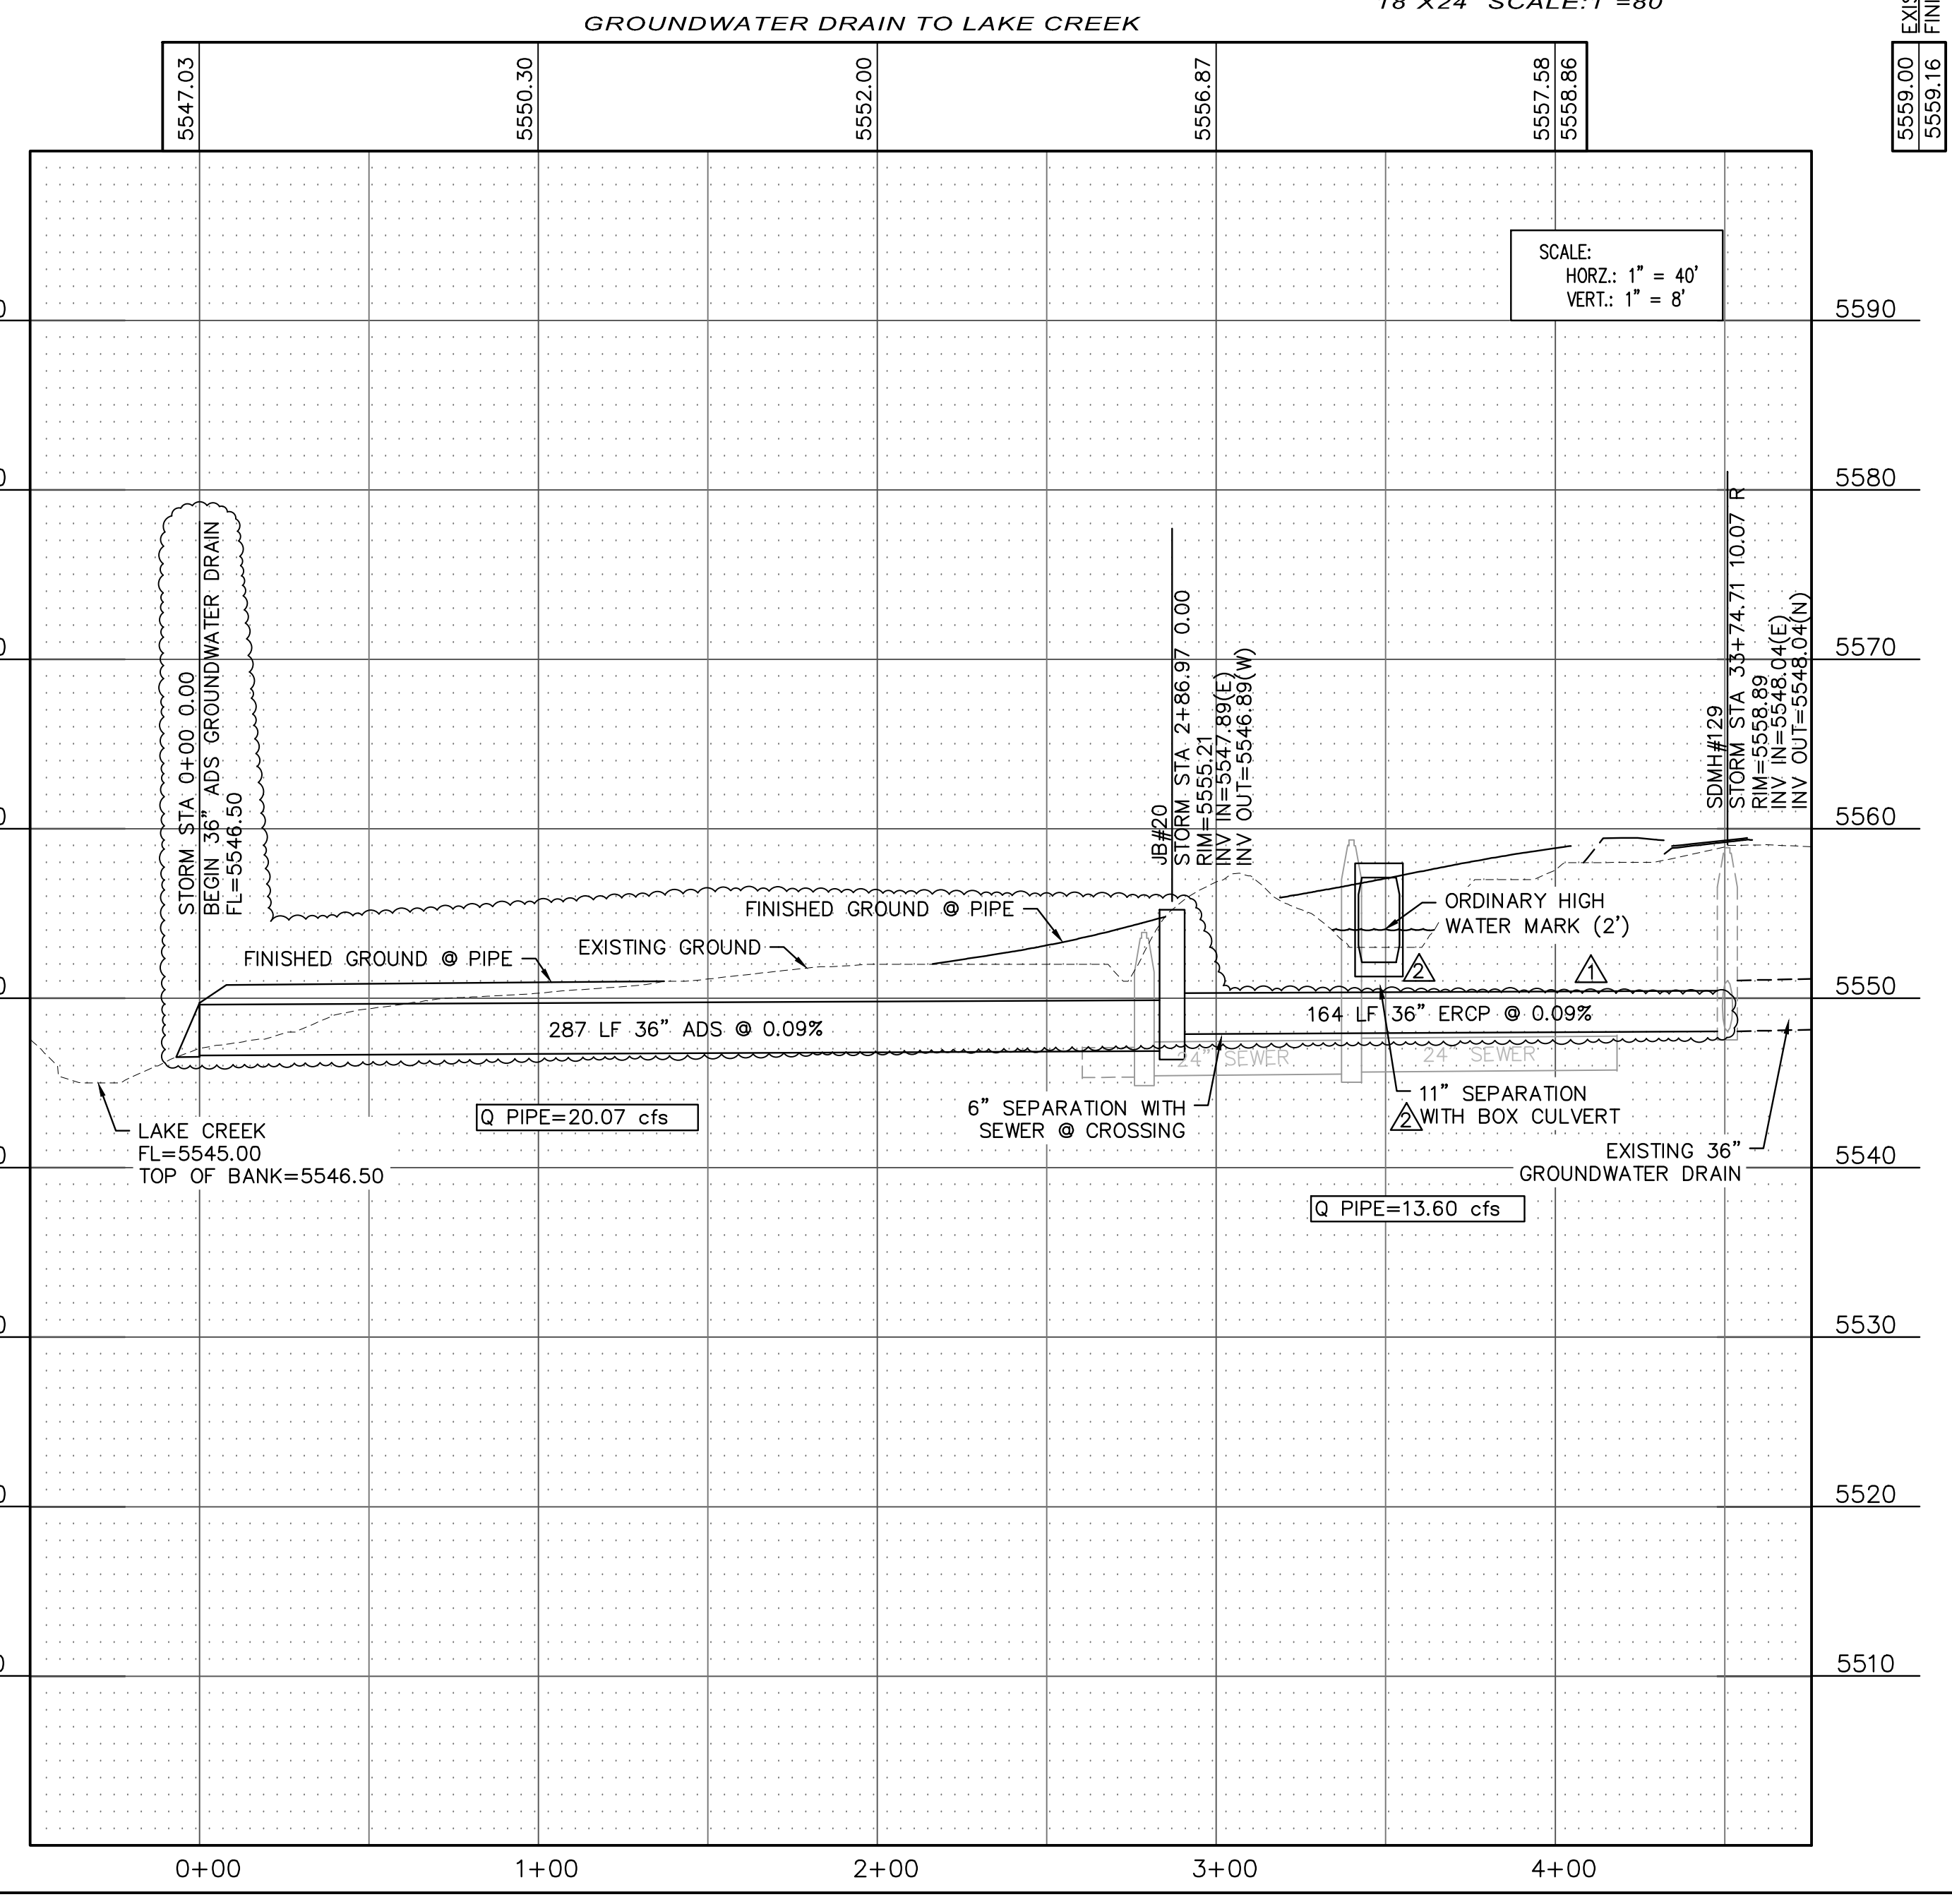 GROUNDWATER DRAIN TO LAKE CREEK
18"X24" SCALE:1"=80'
5547.03
5550.30
5552.00
5556.87
5557.58
5558.86
5559.00
5559.16
SCALE:
HORZ.: 1" = 40'
VERT.: 1" = 8'
5590
5580
5570
5560
5550
5540
5530
5520
5510
STORM STA 0+00 0.00
BEGIN 36" ADS GROUNDWATER DRAIN
FL=5546.50
JB#20
STORM STA 2+86.97 0.00
RIM=5555.21
INV IN=5547.89(E)
INV OUT=5546.89(W)
SDMH#129
STORM STA 33+74.71 10.07 R
RIM=5558.89
INV IN=5548.04(E)
INV OUT=5548.04(N)
FINISHED GROUND @ PIPE
EXISTING GROUND
FINISHED GROUND @ PIPE
ORDINARY HIGH
WATER MARK (2')
2
1
287 LF 36" ADS @ 0.09%
164 LF 36" ERCP @ 0.09%
24" SEWER
24" SEWER
6" SEPARATION WITH
SEWER @ CROSSING
11" SEPARATION
2 WITH BOX CULVERT
Q PIPE=20.07 cfs
LAKE CREEK
FL=5545.00
TOP OF BANK=5546.50
EXISTING 36"
GROUNDWATER DRAIN
Q PIPE=13.60 cfs
0+00
1+00
2+00
3+00
4+00